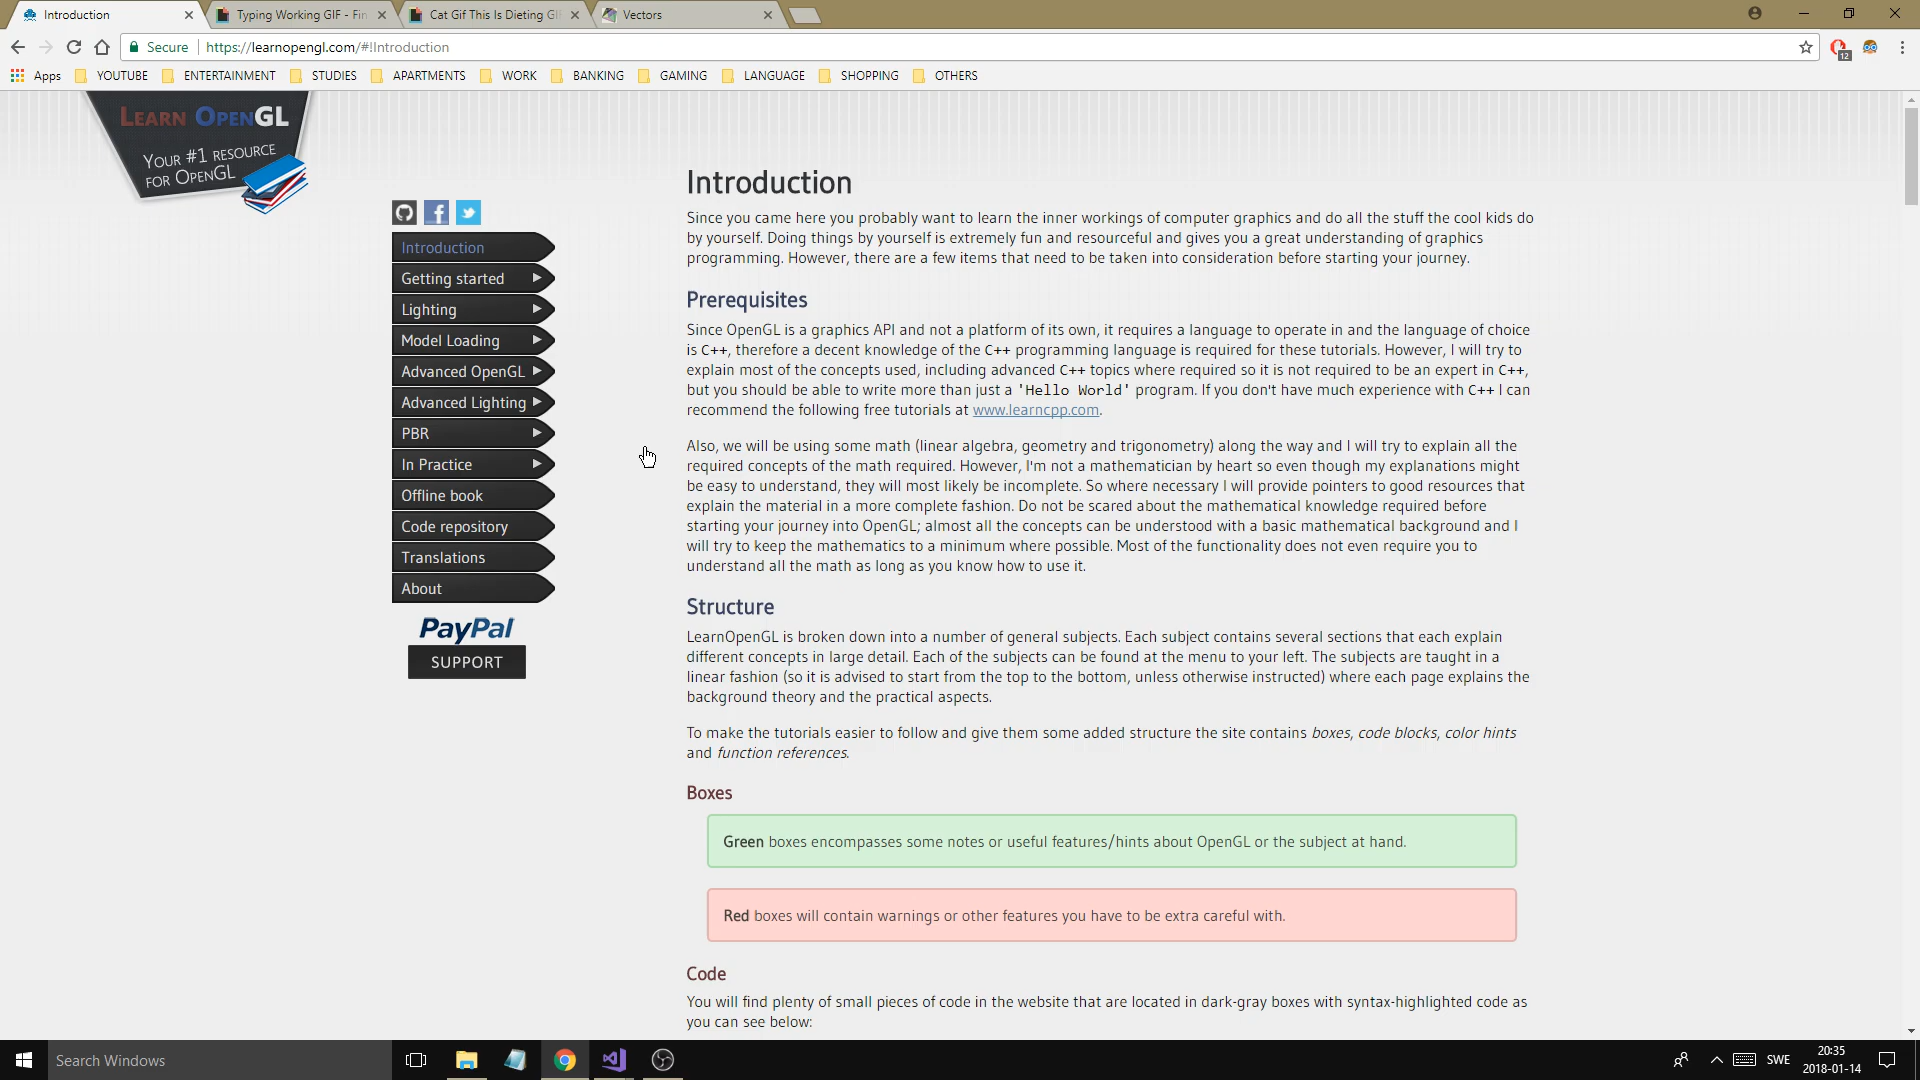 Introduction
Typing Working GIF - Fin
Cat Gif This Is Dieting GI
Vectors
Secure
https://learnopengl.com/#!Introduction
12
Apps
YOUTUBE
ENTERTAINMENT
STUDIES
APARTMENTS
WORK
BANKING
GAMING
LANGUAGE
SHOPPING
OTHERS
LEARN OPENGL
YOUR #1 RESOURCE
FOR OPENGL
Introduction
Getting started
Lighting
Model Loading
Advanced OpenGL
Advanced Lighting
PBR
In Practice
Offline book
Code repository
Translations
About
PayPal
SUPPORT
Introduction
Since you came here you probably want to learn the inner workings of computer graphics and do all the stuff the cool kids do
by yourself. Doing things by yourself is extremely fun and resourceful and gives you a great understanding of graphics
programming. However, there are a few items that need to be taken into consideration before starting your journey.
Prerequisites
Since OpenGL is a graphics API and not a platform of its own, it requires a language to operate in and the language of choice
is C++, therefore a decent knowledge of the C++ programming language is required for these tutorials. However, I will try to
explain most of the concepts used, including advanced C++ topics where required so it is not required to be an expert in C++,
but you should be able to write more than just a 'Hello World' program. If you don't have much experience with C++ I can
recommend the following free tutorials at www.learncpp.com.
Also, we will be using some math (linear algebra, geometry and trigonometry) along the way and I will try to explain all the
required concepts of the math required. However, I'm not a mathematician by heart so even though my explanations might
be easy to understand, they will most likely be incomplete. So where necessary I will provide pointers to good resources that
explain the material in a more complete fashion. Do not be scared about the mathematical knowledge required before
starting your journey into OpenGL; almost all the concepts can be understood with a basic mathematical background and I
will try to keep the mathematics to a minimum where possible. Most of the functionality does not even require you to
understand all the math as long as you know how to use it.
Structure
LearnOpenGL is broken down into a number of general subjects. Each subject contains several sections that each explain
different concepts in large detail. Each of the subjects can be found at the menu to your left. The subjects are taught in a
linear fashion (so it is advised to start from the top to the bottom, unless otherwise instructed) where each page explains the
background theory and the practical aspects.
To make the tutorials easier to follow and give them some added structure the site contains boxes, code blocks, color hints
and function references.
Boxes
Green boxes encompasses some notes or useful features/hints about OpenGL or the subject at hand.
Red boxes will contain warnings or other features you have to be extra careful with.
Code
You will find plenty of small pieces of code in the website that are located in dark-gray boxes with syntax-highlighted code as
you can see below:
Search Windows
SWE
20:35
2018-01-14